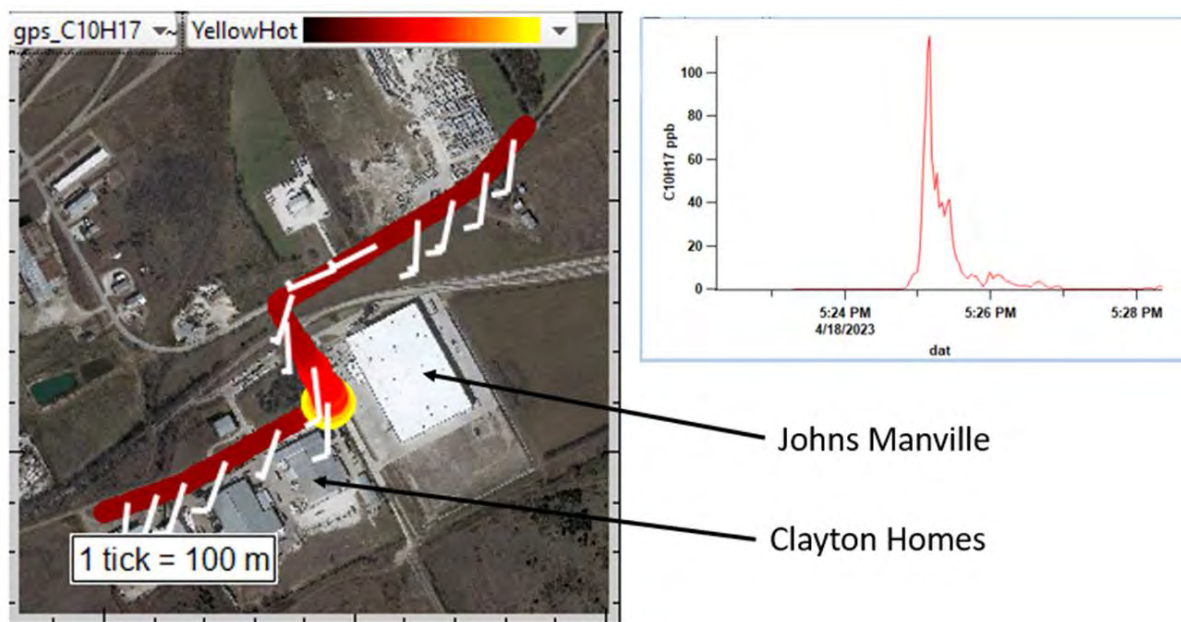 gps_C10H17
YellowHot
1 tick = 100 m
C10H17 ppb
100
80
60
40
20
0
5:24 PM
4/18/2023
5:26 PM
5:28 PM
dat
Johns Manville
Clayton Homes